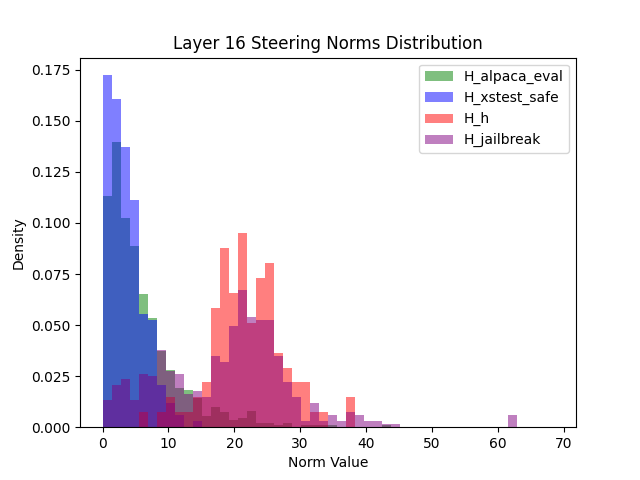 Layer 16 Steering Norms Distribution
H_alpaca_eval
H_xstest_safe
H_h
H_jailbreak
Density
0.175
0.150
0.125
0.100
0.075
0.050
0.025
0.000
0 10 20 30 40 50 60 70
Norm Value